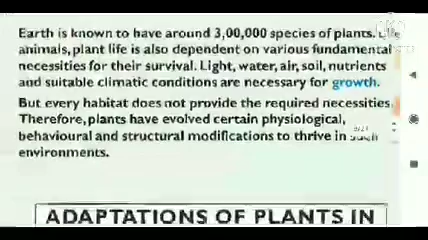 Earth is known to have around 3,00,000 species of plants. Like
animals, plant life is also dependent on various fundamental
necessities for their survival. Light, water, air, soil, nutrients
and suitable climatic conditions are necessary for growth.
But every habitat does not provide the required necessities.
Therefore, plants have evolved certain physiological,
behavioural and structural modifications to thrive in such
environments.
ADAPTATIONS OF PLANTS IN